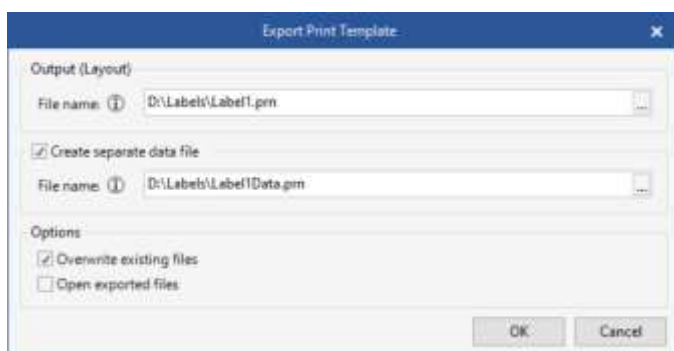 Export Print Template
Output (Layout)
File name: D:\Labels\Label1.prn ...
Create separate data file
File name: D:\Labels\Label1Data.prn ...
Options
Overwrite existing files
Open exported files
OK Cancel